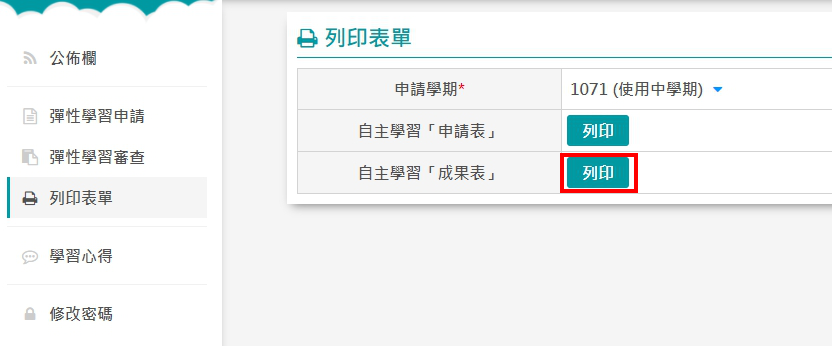 公佈欄
彈性學習申請
彈性學習審查
列印表單
學習心得
修改密碼
列印表單
申請學期* 1071 (使用中學期)
自主學習「申請表」 列印
自主學習「成果表」 列印